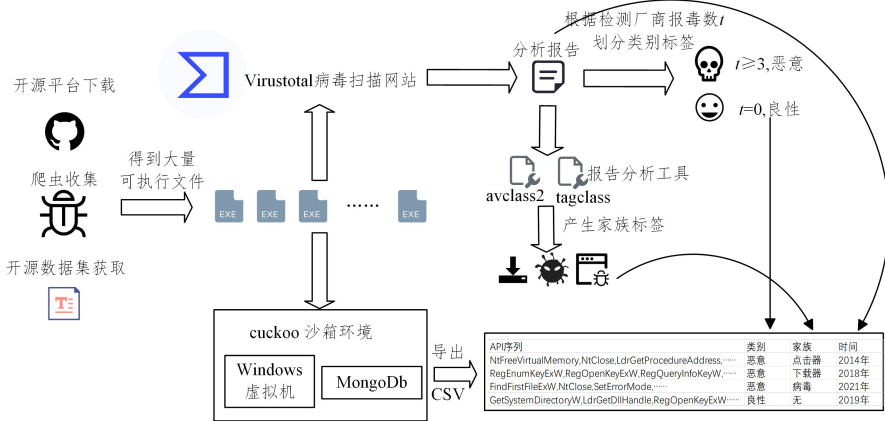 开源平台下载
爬虫收集
开源数据集获取
得到大量
可执行文件
EXE
EXE
EXE
……
EXE
Virustotal病毒扫描网站
分析报告
根据检测厂商报毒数t
划分类别标签
t≥3,恶意
t=0,良性
报告分析工具
avclass2
tagclass
产生家族标签
cuckoo 沙箱环境
Windows
虚拟机
MongoDb
导出
CSV
API序列 类别 家族 时间
NtFreeVirtualMemory,NtClose,LdrGetProcedureAddress,…… 恶意 点击器 2014年
RegEnumKeyExW,RegOpenKeyExW,RegQueryInfoKeyW,…… 恶意 下载器 2018年
FindFirstFileExW,NtClose,SetErrorMode,…… 恶意 病毒 2021年
GetSystemDirectoryW,LdrGetDllHandle,RegOpenKeyExW…… 良性 无 2019年